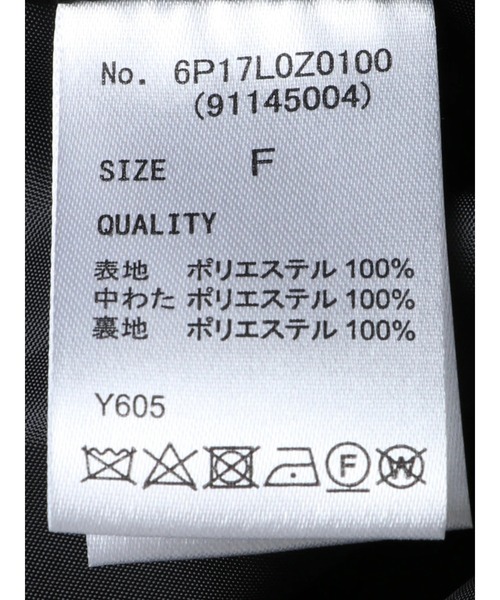 No. 6P17L0Z0100
(91145004)
SIZE F
QUALITY
表地 ポリエステル 100%
中わた ポリエステル 100%
裏地 ポリエステル 100%
Y605
F W